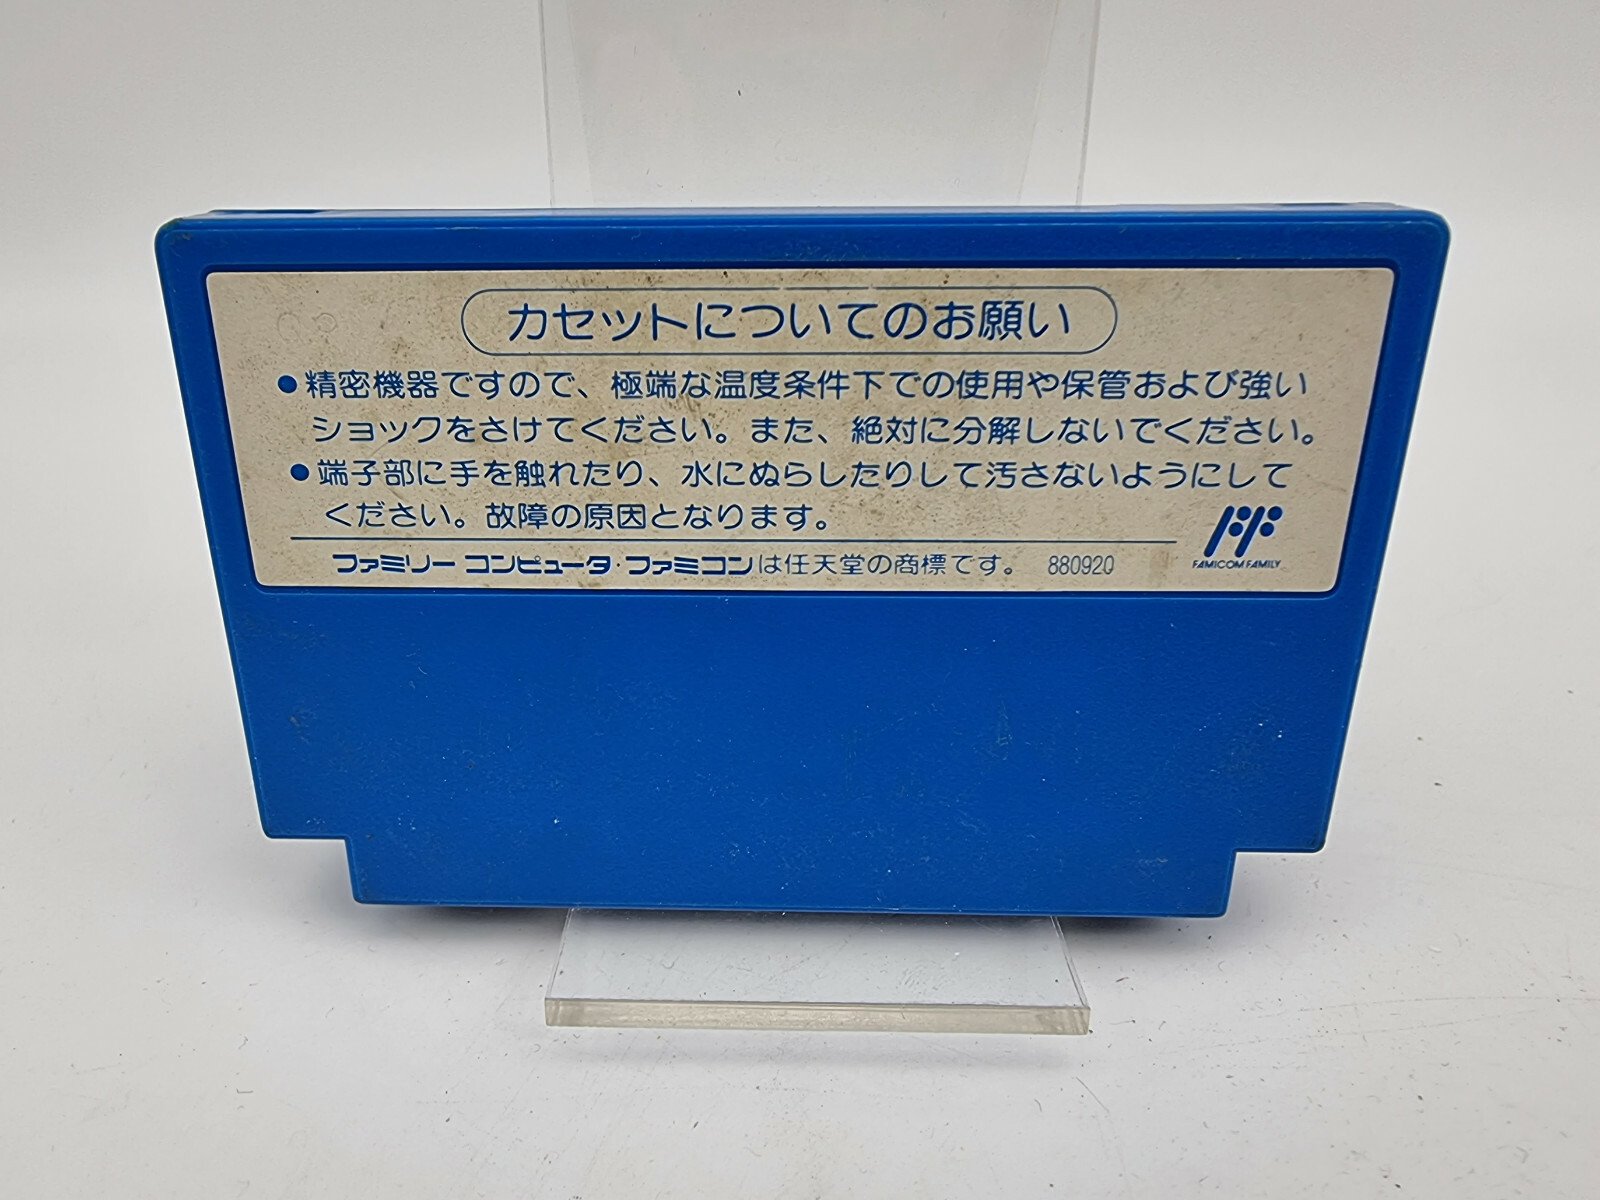 カセットについてのお願い
●精密機器ですので、極端な温度条件下での使用や保管および強い
ショックをさけてください。また、絶対に分解しないでください。
●端子部に手を触れたり、水にぬらしたりして汚さないようにして
ください。故障の原因となります。
ファミリーコンピュータ・ファミコンは任天堂の商標です。 880920
FAMICOM FAMILY